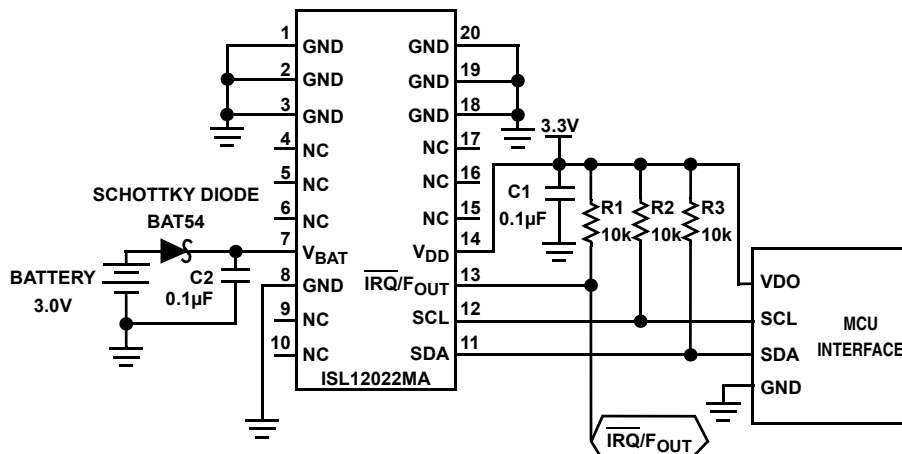 1 GND GND 20
2 GND GND 19
3 GND GND 18
4 NC NC 17
5 NC NC 16
6 NC NC 15
7 VBAT VDD 14
8 GND IRQ/FOUT 13
9 NC SCL 12
10 NC SDA 11
ISL12022MA
SCHOTTKY DIODE
BAT54
BATTERY
3.0V
C2
0.1µF
3.3V
C1
0.1µF
R1
10k
R2
10k
R3
10k
VDO
SCL
SDA
GND
MCU
INTERFACE
IRQ/FOUT